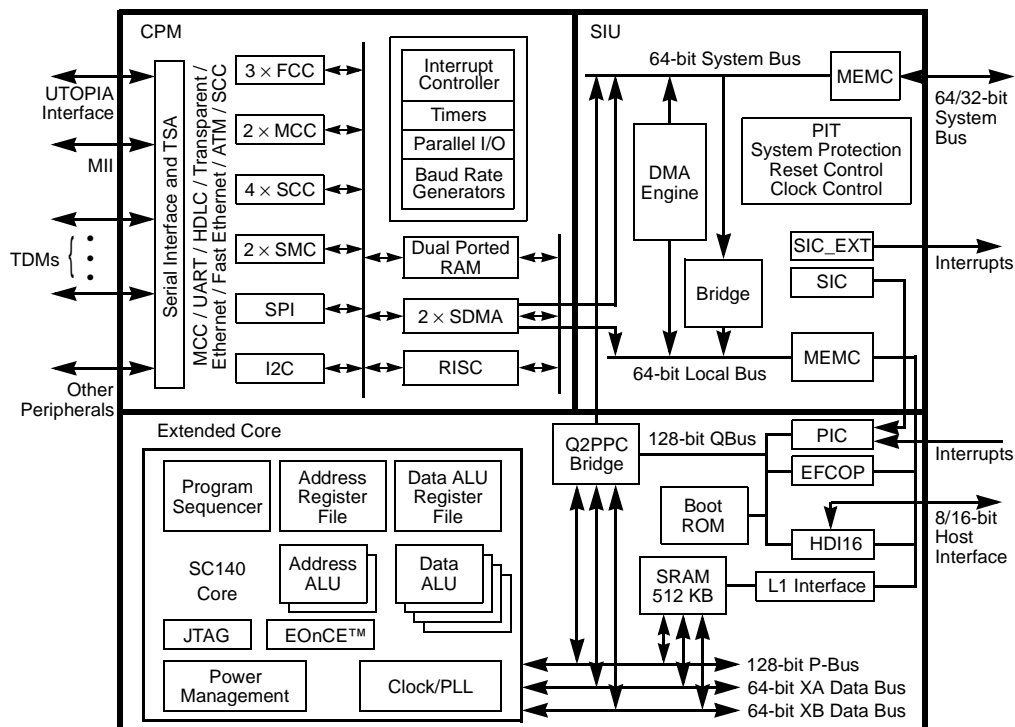 CPM
SIU
UTOPIA
Interface
MII
TDMs
Other
Peripherals
Serial Interface and TSA
MCC / UART / HDLC / Transparent /
Ethernet / Fast Ethernet / ATM / SCC
3 × FCC
2 × MCC
4 × SCC
2 × SMC
SPI
I2C
Interrupt
Controller
Timers
Parallel I/O
Baud Rate
Generators
Dual Ported
RAM
2 × SDMA
RISC
64-bit System Bus
MEMC
64/32-bit
System
Bus
DMA
Engine
PIT
System Protection
Reset Control
Clock Control
SIC_EXT
Interrupts
SIC
Bridge
MEMC
64-bit Local Bus
Extended Core
Program
Sequencer
Address
Register
File
Data ALU
Register
File
SC140
Core
Address
ALU
Data
ALU
JTAG
EOnCE™
Power
Management
Clock/PLL
Q2PPC
Bridge
128-bit QBus
PIC
Interrupts
EFCOP
Boot
ROM
HDI16
8/16-bit
Host
Interface
SRAM
512 KB
L1 Interface
128-bit P-Bus
64-bit XA Data Bus
64-bit XB Data Bus